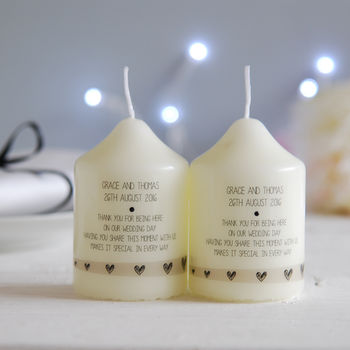 GRACE AND THOMAS
26TH AUGUST 2016
THANK YOU FOR BEING HERE
ON OUR WEDDING DAY
HAVING YOU SHARE THIS MOMENT WITH US
MAKES IT SPECIAL IN EVERY WAY
GRACE AND THOMAS
26TH AUGUST 2016
THANK YOU FOR BEING HERE
ON OUR WEDDING DAY
HAVING YOU SHARE THIS MOMENT WITH US
MAKES IT SPECIAL IN EVERY WAY